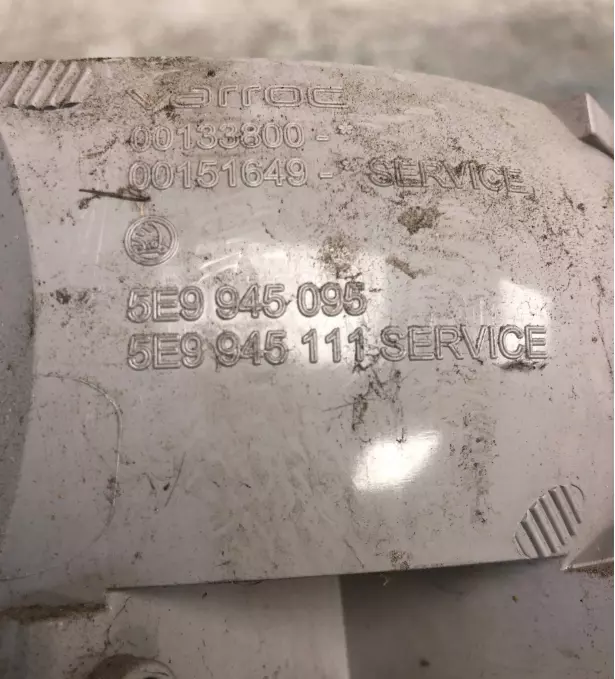 varroc
00133800 -
00151649 - SERVICE
5E9 945 095
5E9 945 111 SERVICE